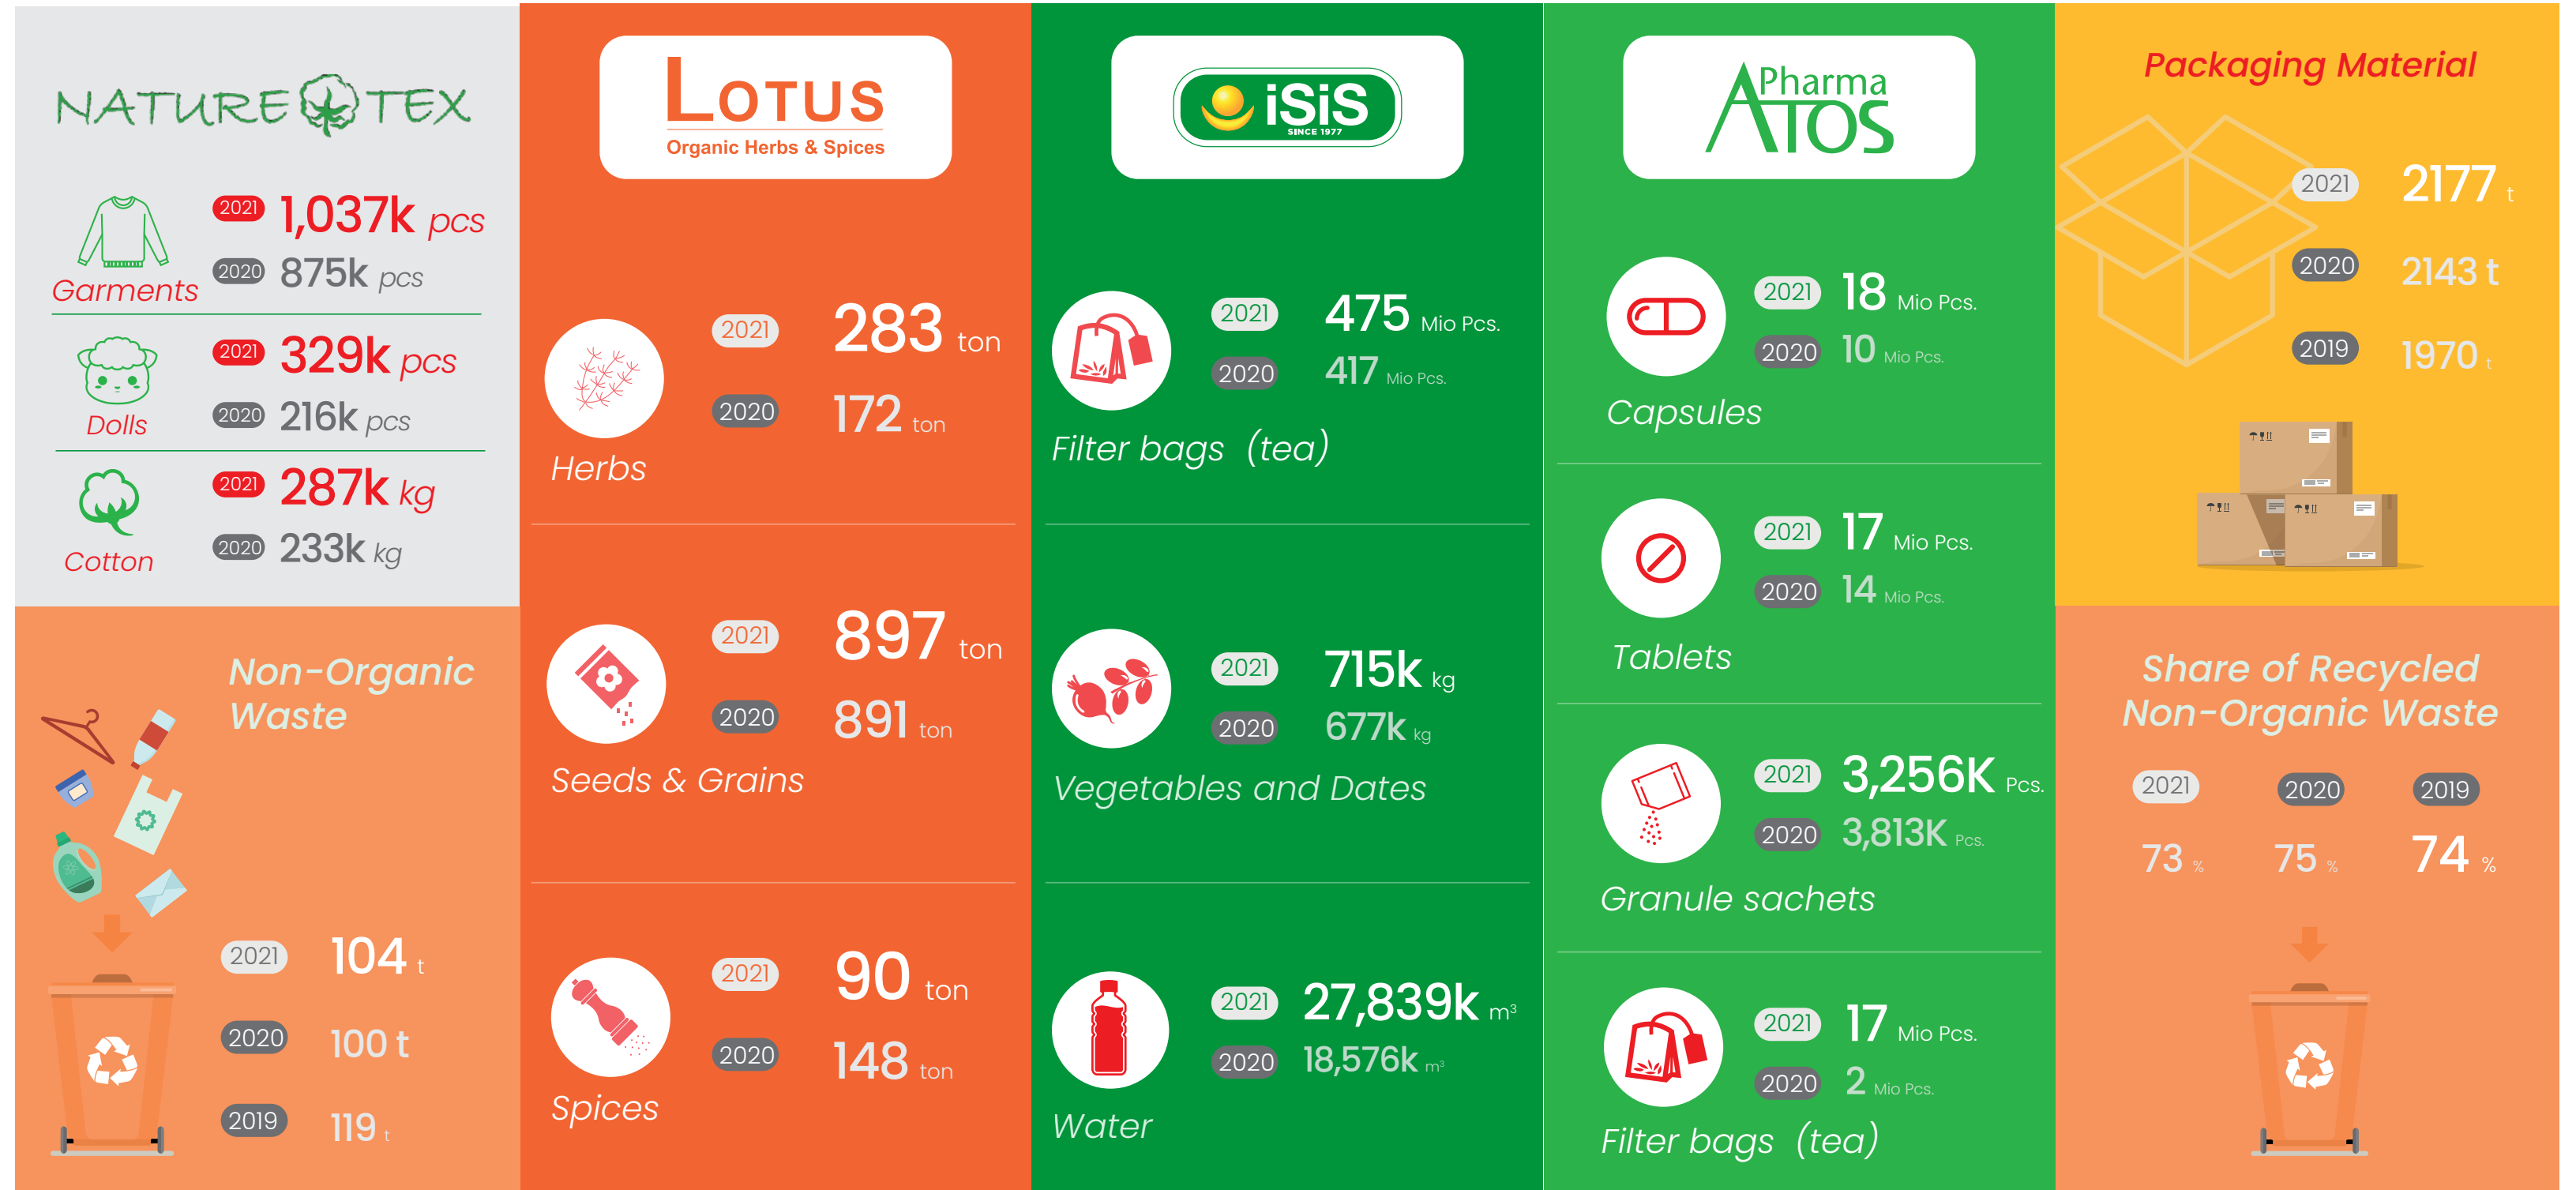 NATURE TEX
2021 1,037k pcs
2020 875k pcs
Garments
2021 329k pcs
2020 216k pcs
Dolls
2021 287k kg
2020 233k kg
Cotton
Non-Organic
Waste
2021 104 t
2020 100 t
2019 119 t
LOTUS
Organic Herbs & Spices
2021 283 ton
2020 172 ton
Herbs
2021 897 ton
2020 891 ton
Seeds & Grains
2021 90 ton
2020 148 ton
Spices
iSiS
SINCE 1977
2021 475 Mio Pcs.
2020 417 Mio Pcs.
Filter bags (tea)
2021 715k kg
2020 677k kg
Vegetables and Dates
2021 27,839k m³
2020 18,576k m³
Water
Pharma
ATOS
2021 18 Mio Pcs.
2020 10 Mio Pcs.
Capsules
2021 17 Mio Pcs.
2020 14 Mio Pcs.
Tablets
2021 3,256K Pcs.
2020 3,813K Pcs.
Granule sachets
2021 17 Mio Pcs.
2020 2 Mio Pcs.
Filter bags (tea)
Packaging Material
2021 2177 t
2020 2143 t
2019 1970 t
Share of Recycled
Non-Organic Waste
2021 2020 2019
73 % 75 % 74 %